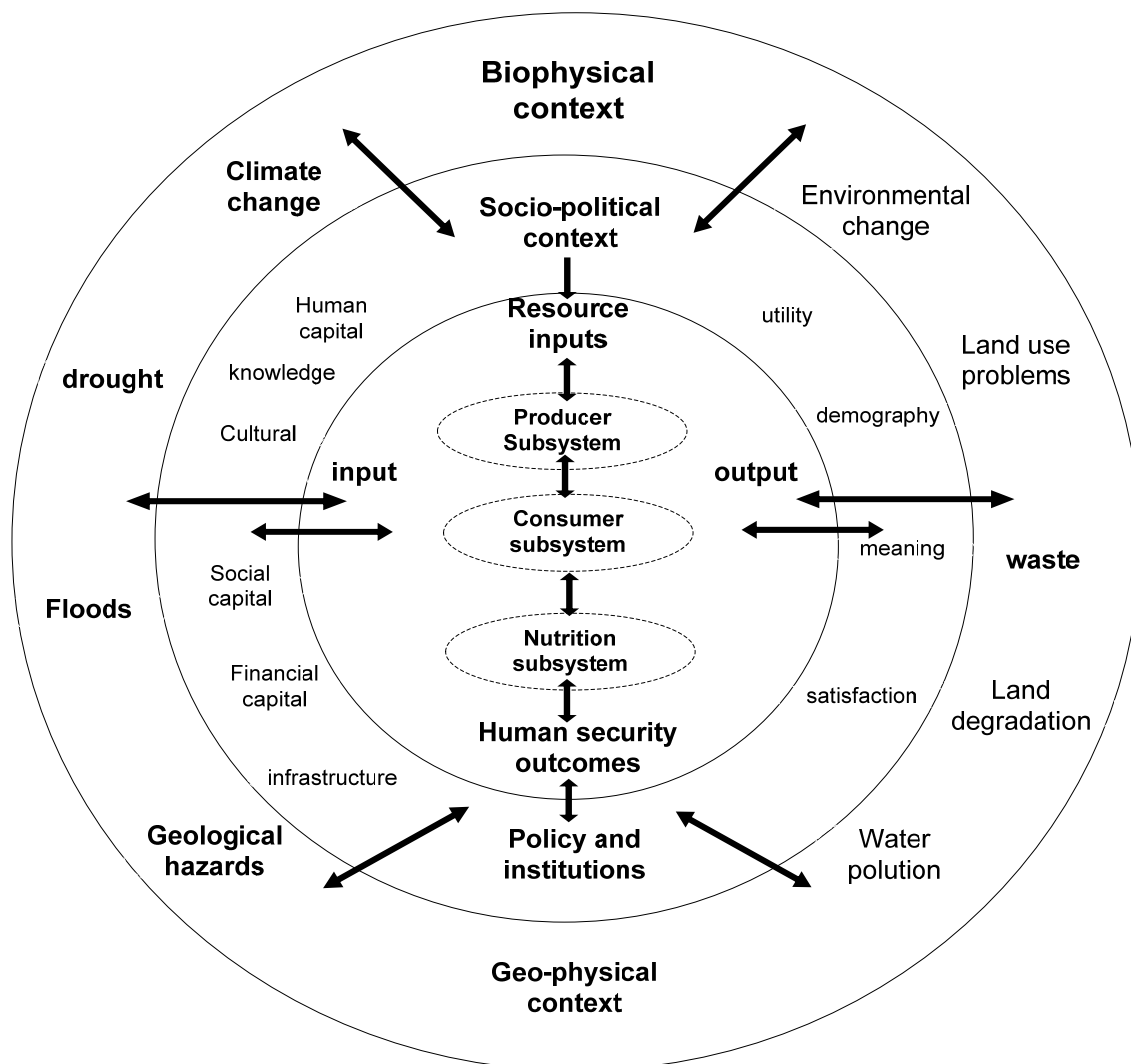 Biophysical
context
Climate
change
Socio-political
context
Environmental
change
Human
capital
Resource
inputs
utility
Land use
problems
drought
knowledge
Producer
Subsystem
demography
Cultural
input
output
Consumer
subsystem
meaning
waste
Social
capital
Floods
Nutrition
subsystem
Financial
capital
satisfaction
Land
degradation
Human security
outcomes
infrastructure
Geological
hazards
Policy and
institutions
Water
polution
Geo-physical
context